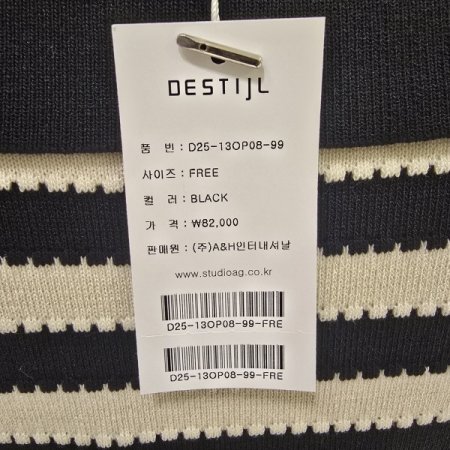 DESTIJL
품 번 : D25-13OP08-99
사이즈 : FREE
컬 러 : BLACK
가 격 : ₩82,000
판매원 : (주)A&H인터내셔날
www.studioag.co.kr
D25-13OP08-99-FRE
D25-13OP08-99-FRE